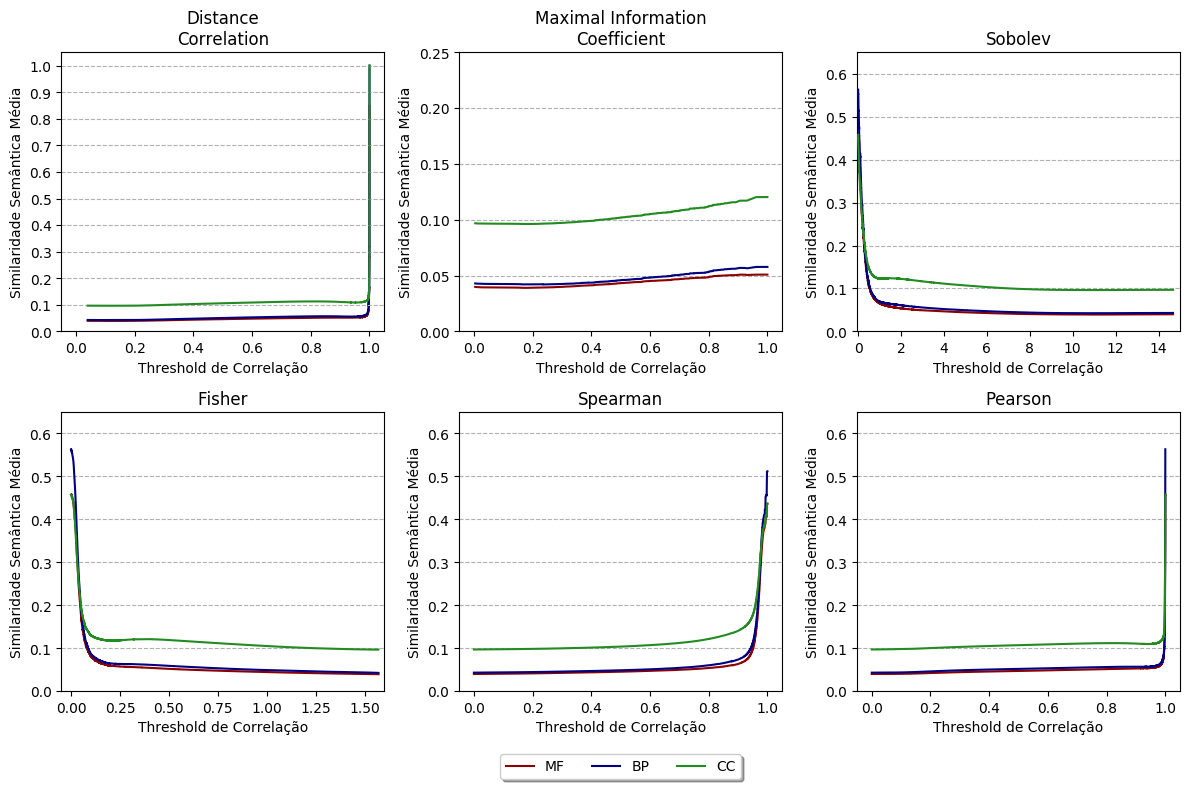 Distance
Correlation
Similaridade Semântica Média
1.0
0.9
0.8
0.7
0.6
0.5
0.4
0.3
0.2
0.1
0.0
0.0 0.2 0.4 0.6 0.8 1.0
Threshold de Correlação
Maximal Information
Coefficient
Similaridade Semântica Média
0.25
0.20
0.15
0.10
0.05
0.00
0.0 0.2 0.4 0.6 0.8 1.0
Threshold de Correlação
Sobolev
Similaridade Semântica Média
0.6
0.5
0.4
0.3
0.2
0.1
0.0
0 2 4 6 8 10 12 14
Threshold de Correlação
Fisher
Similaridade Semântica Média
0.6
0.5
0.4
0.3
0.2
0.1
0.0
0.00 0.25 0.50 0.75 1.00 1.25 1.50
Threshold de Correlação
Spearman
Similaridade Semântica Média
0.6
0.5
0.4
0.3
0.2
0.1
0.0
0.0 0.2 0.4 0.6 0.8 1.0
Threshold de Correlação
Pearson
Similaridade Semântica Média
0.6
0.5
0.4
0.3
0.2
0.1
0.0
0.0 0.2 0.4 0.6 0.8 1.0
Threshold de Correlação
MF BP CC